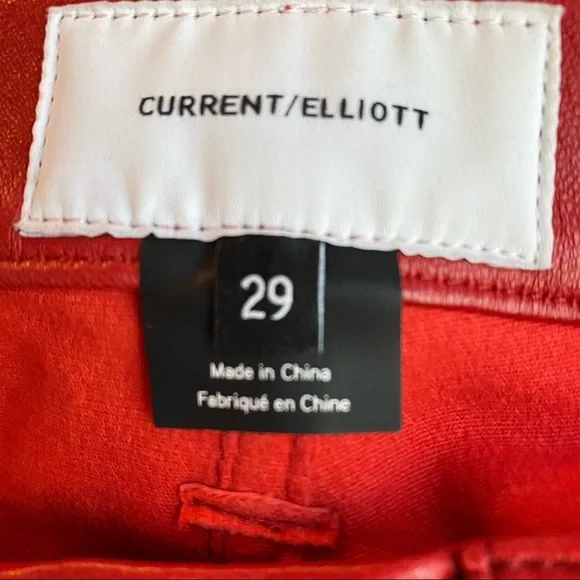 CURRENT/ELLIOTT
29
Made in China
Fabriqué en Chine